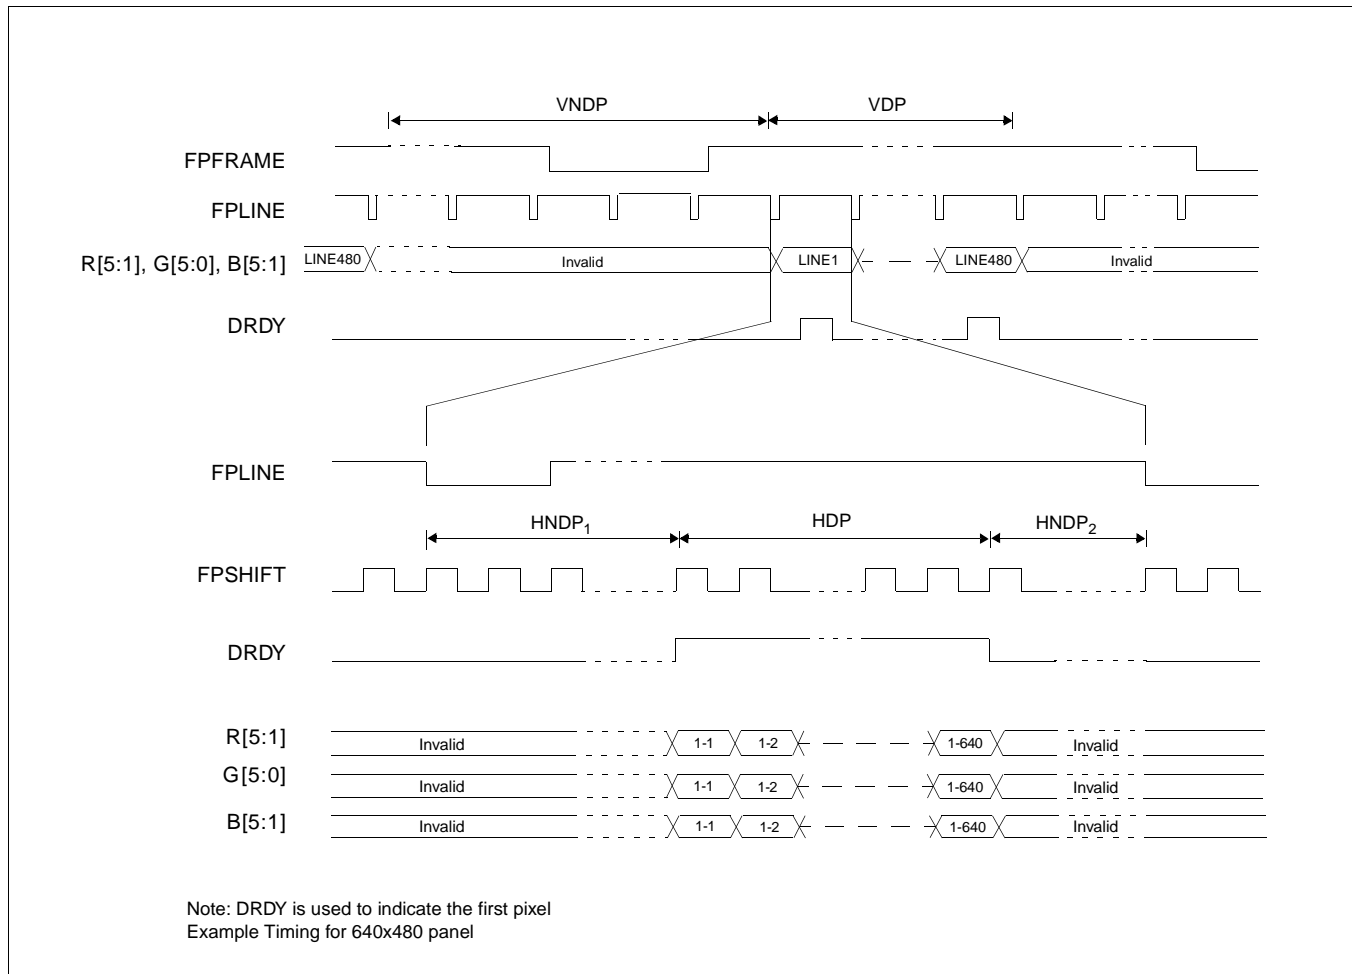 VNDP VDP
FPFRAME
FPLINE
R[5:1], G[5:0], B[5:1] LINE480 Invalid LINE1 LINE480 Invalid
DRDY
FPLINE
HNDP1 HDP HNDP2
FPSHIFT
DRDY
R[5:1] Invalid 1-1 1-2 1-640 Invalid
G[5:0] Invalid 1-1 1-2 1-640 Invalid
B[5:1] Invalid 1-1 1-2 1-640 Invalid
Note: DRDY is used to indicate the first pixel
Example Timing for 640x480 panel